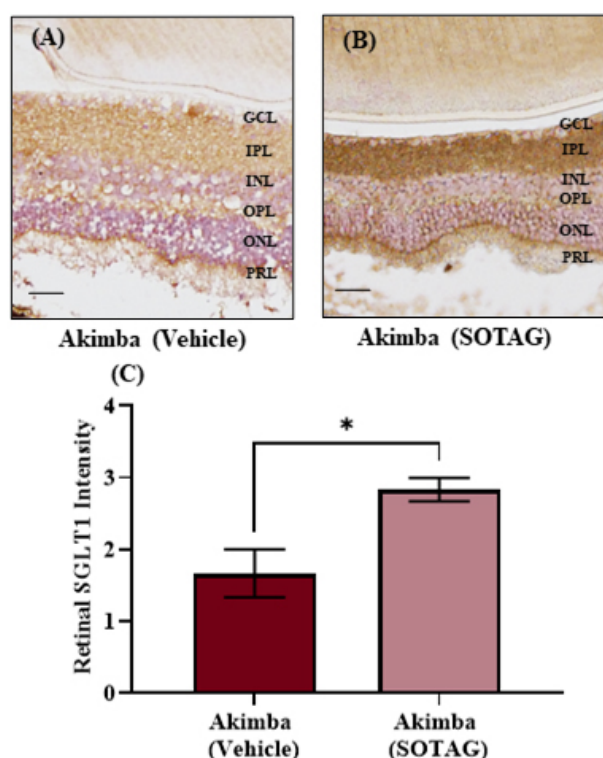 (A)
GCL
IPL
INL
OPL
ONL
PRL
Akimba (Vehicle)
(B)
GCL
IPL
INL
OPL
ONL
PRL
Akimba (SOTAG)
(C)
Retinal SGLT1 Intensity
4
3
2
1
0
*
Akimba
(Vehicle)
Akimba
(SOTAG)